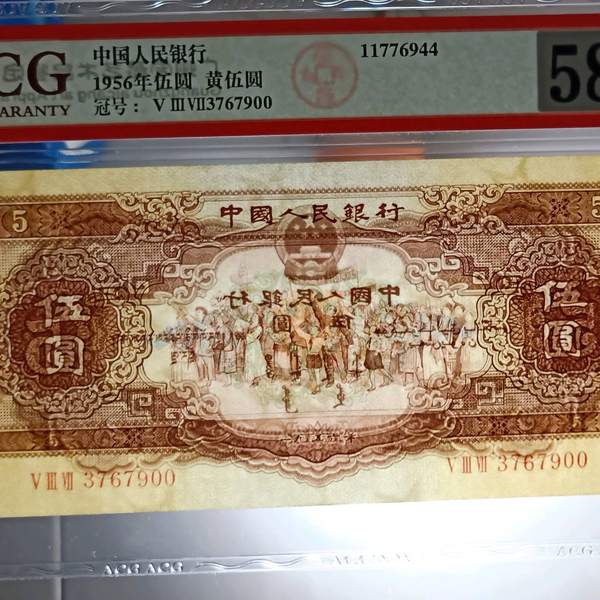 CG
ARANTY
中国人民银行
1956年伍圆 黄伍圆
冠号： V Ⅲ Ⅶ 3767900
11776944
58
5
中國人民銀行
伍圓
伍圓
V Ⅲ Ⅶ 3767900
V Ⅲ Ⅶ 3767900
ACG ACG